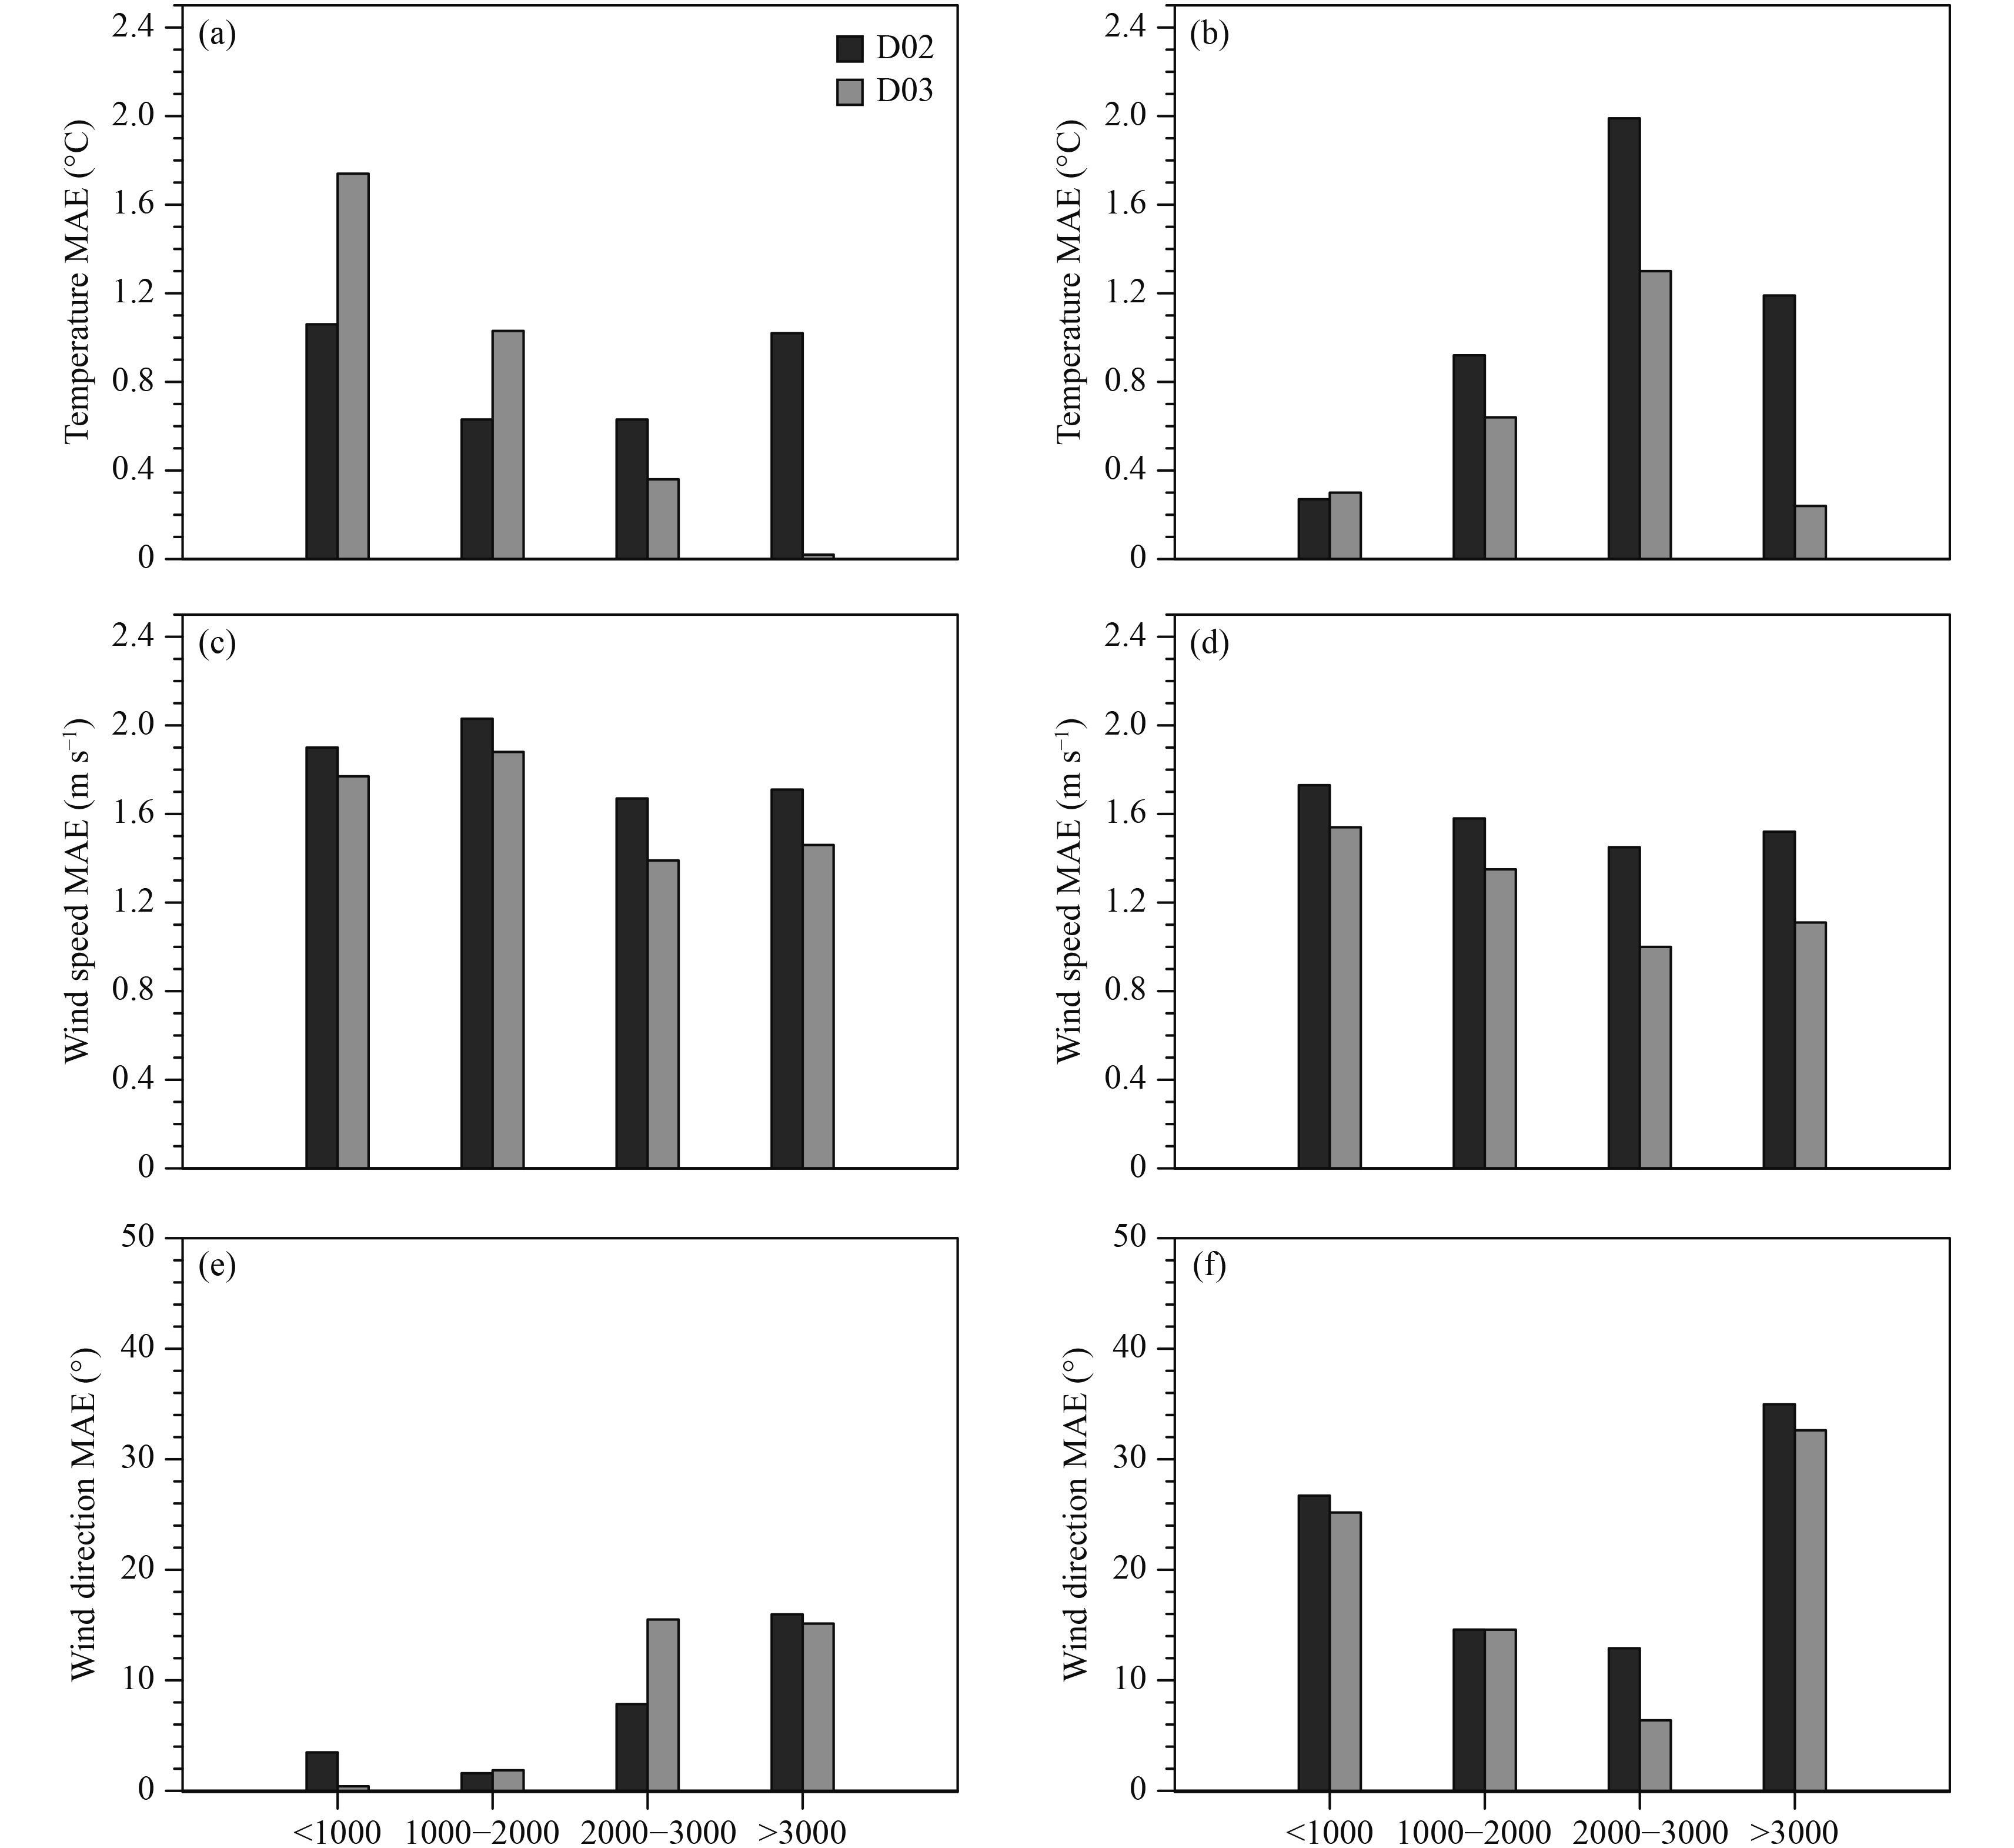 (a)
D02
D03
Temperature MAE (°C)
2.4
2.0
1.6
1.2
0.8
0.4
0
(b)
Temperature MAE (°C)
2.4
2.0
1.6
1.2
0.8
0.4
0
(c)
Wind speed MAE (m s⁻¹)
2.4
2.0
1.6
1.2
0.8
0.4
0
(d)
Wind speed MAE (m s⁻¹)
2.4
2.0
1.6
1.2
0.8
0.4
0
(e)
Wind direction MAE (°)
50
40
30
20
10
0
<1000 1000−2000 2000−3000 >3000
(f)
Wind direction MAE (°)
50
40
30
20
10
0
<1000 1000−2000 2000−3000 >3000